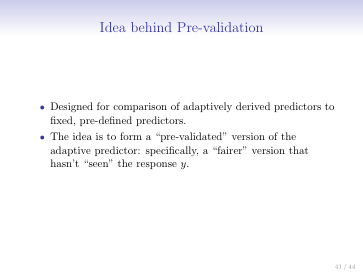 Idea behind Pre-validation
• Designed for comparison of adaptively derived predictors to
fixed, pre-defined predictors.
• The idea is to form a “pre-validated” version of the
adaptive predictor: specifically, a “fairer” version that
hasn’t “seen” the response y.
41 / 44